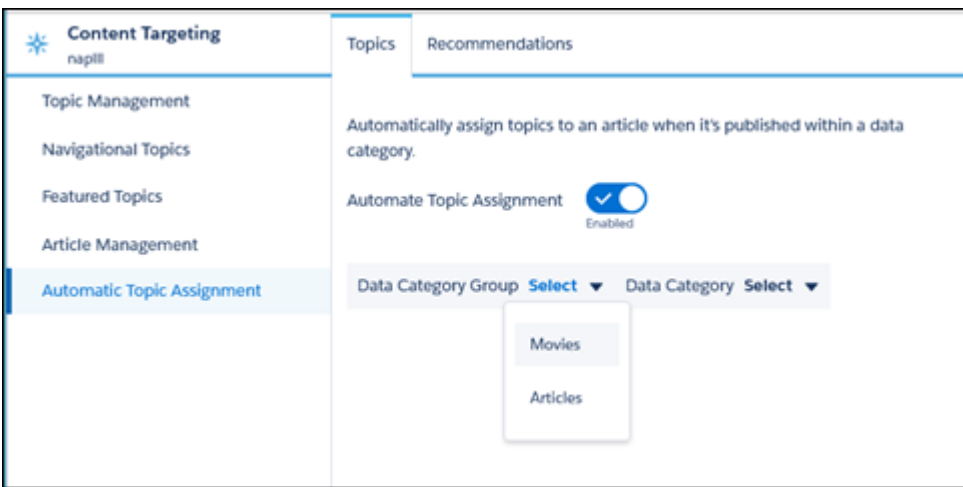 Content Targeting
napIII
Topics Recommendations
Topic Management
Navigational Topics
Featured Topics
Article Management
Automatic Topic Assignment
Automatically assign topics to an article when it's published within a data
category.
Automate Topic Assignment
Enabled
Data Category Group Select Data Category Select
Movies
Articles